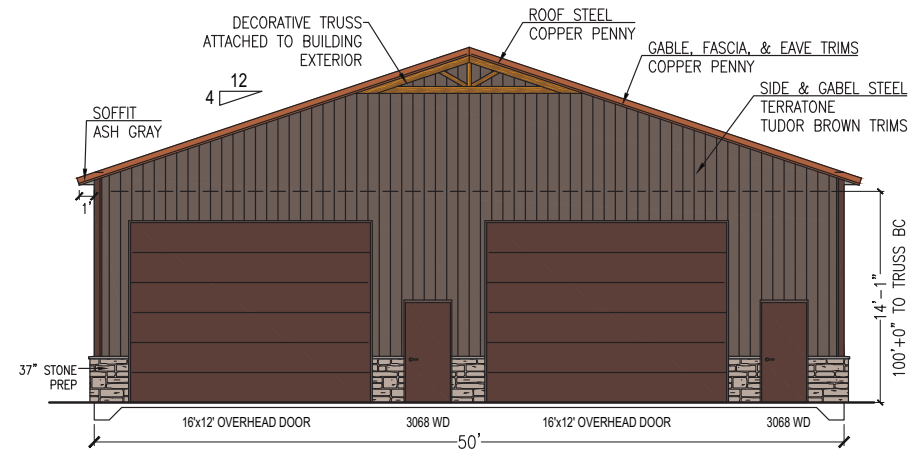 DECORATIVE TRUSS
ATTACHED TO BUILDING
EXTERIOR
ROOF STEEL
COPPER PENNY
GABLE, FASCIA, & EAVE TRIMS
COPPER PENNY
SIDE & GABEL STEEL
TERRATONE
TUDOR BROWN TRIMS
12
4
SOFFIT
ASH GRAY
1'
14'-1"
100'+0" TO TRUSS BC
37" STONE
PREP
16'x12' OVERHEAD DOOR
3068 WD
16'x12' OVERHEAD DOOR
3068 WD
50'